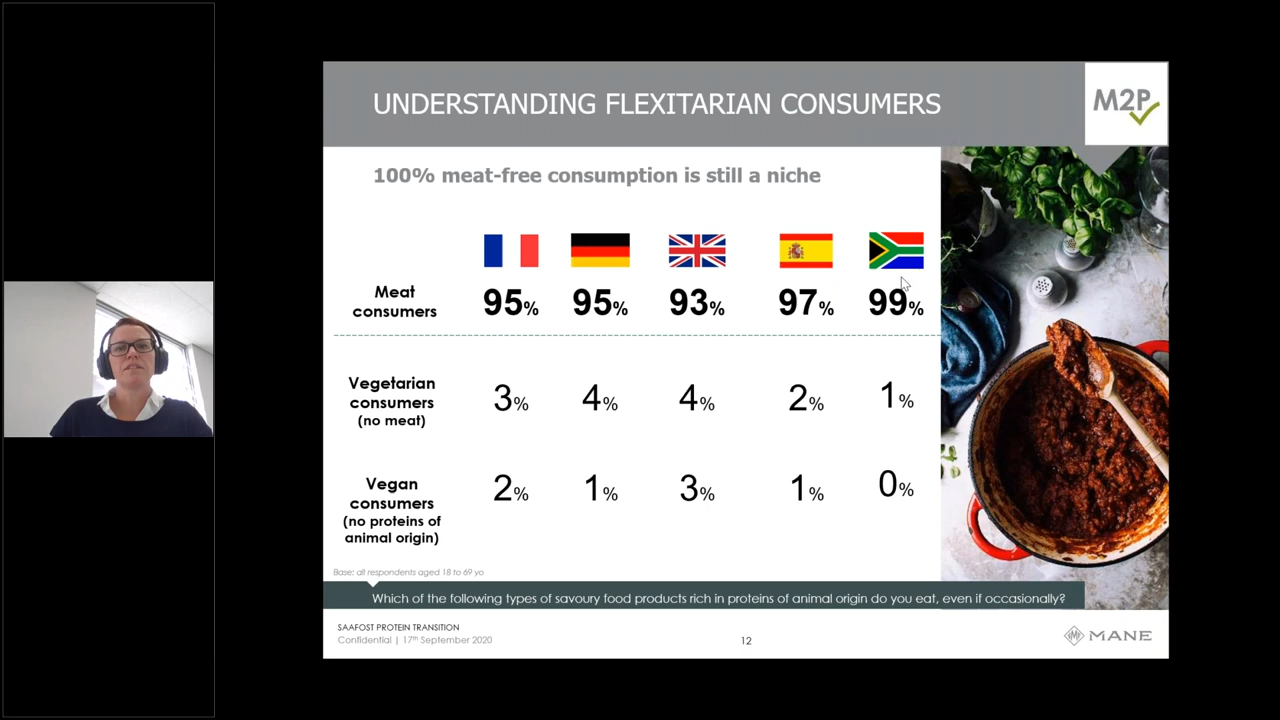 UNDERSTANDING FLEXITARIAN CONSUMERS
M2P
100% meat-free consumption is still a niche
Meat
consumers
95% 95% 93% 97% 99%
Vegetarian
consumers
(no meat)
3% 4% 4% 2% 1%
Vegan
consumers
(no proteins of
animal origin)
2% 1% 3% 1% 0%
Base: all respondents aged 18 to 69 yo
Which of the following types of savoury food products rich in proteins of animal origin do you eat, even if occasionally?
SAAFOST PROTEIN TRANSITION
Confidential | 17th September 2020
12
MANE